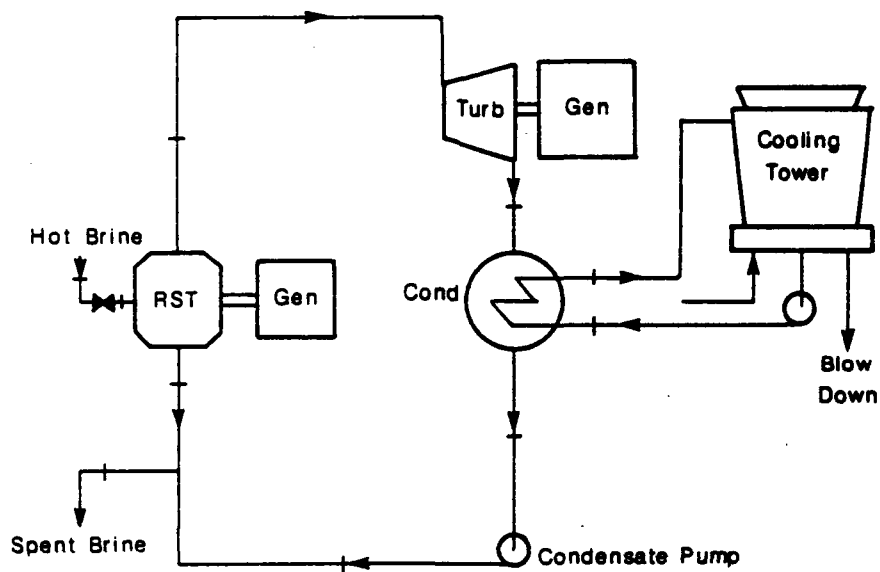 Turb
Gen
Cooling
Tower
Hot Brine
RST
Gen
Cond
Blow
Down
Spent Brine
Condensate Pump